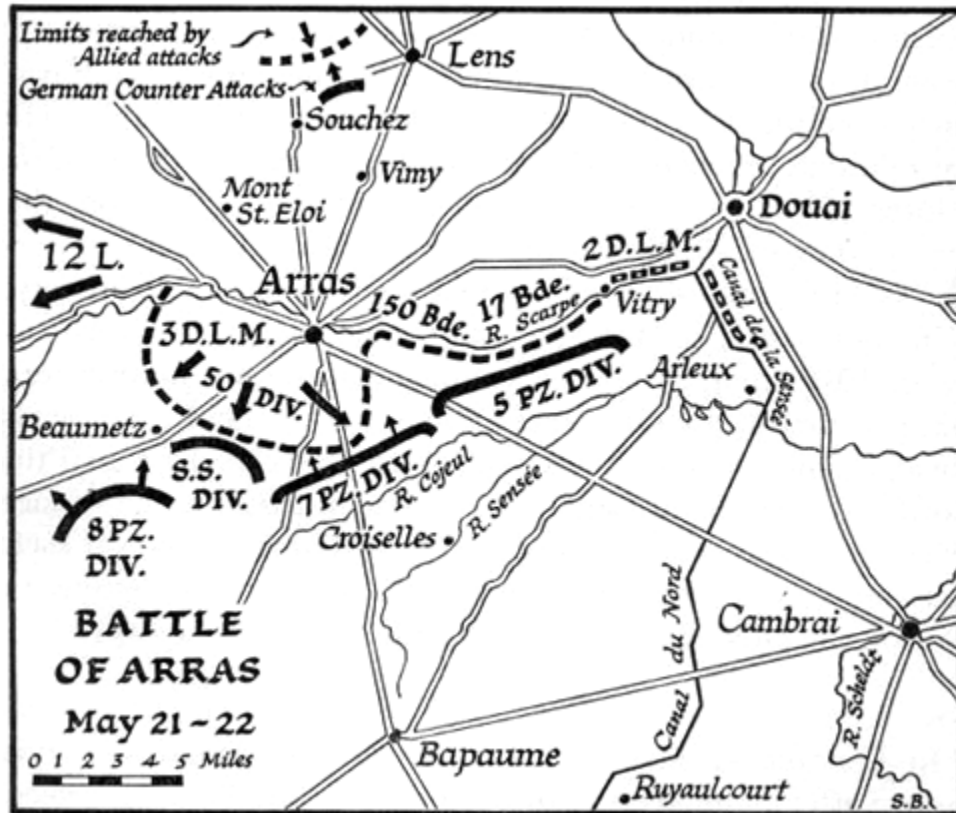 Limits reached by
Allied attacks
German Counter Attacks
Lens
Souchez
Vimy
Mont
St. Eloi
Douai
12 L.
2 D.L.M.
Arras
150 Bde.
17 Bde.
R. Scarpe
Vitry
Canal de la Sensée
3 D.L.M.
50 DIV.
5 PZ. DIV.
Arleux
Beaumetz
S.S.
DIV.
7 PZ. DIV.
R. Cojeul
R. Sensée
8 PZ.
DIV.
Croiselles
BATTLE
OF ARRAS
May 21 ~ 22
0 1 2 3 4 5 Miles
Canal du Nord
Cambrai
R. Scheldt
Bapaume
Ruyaulcourt
S.B.